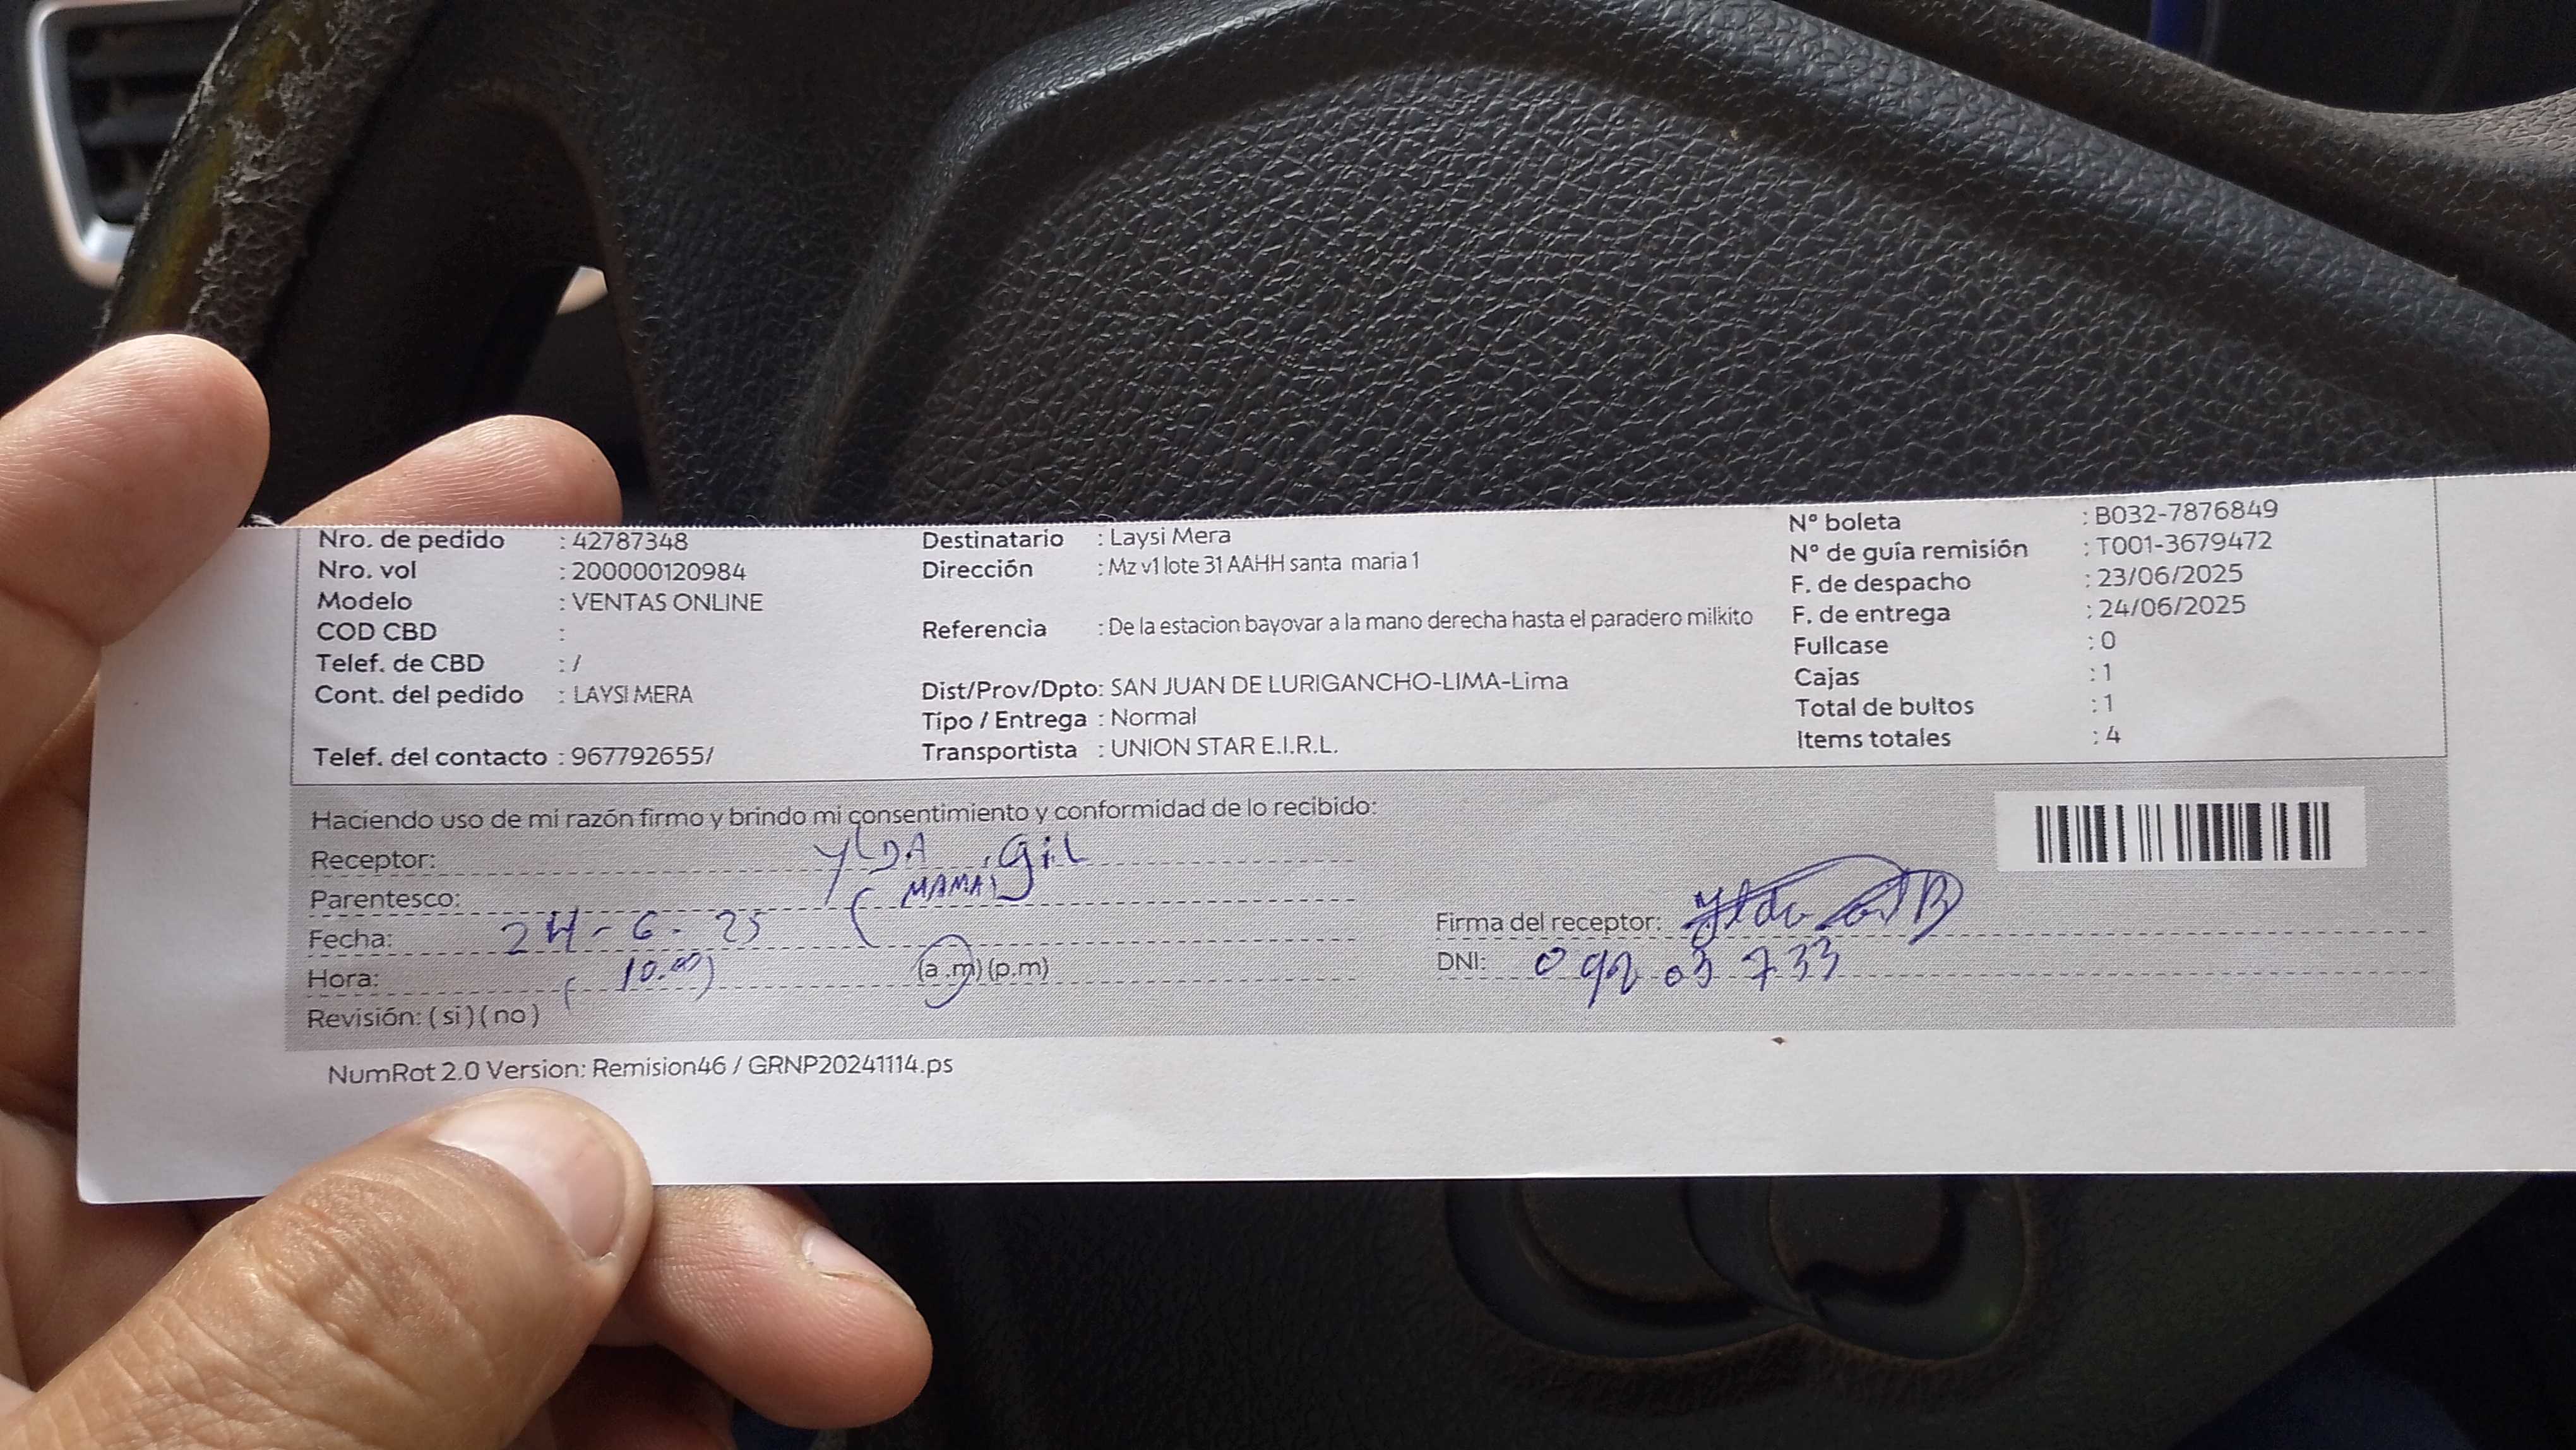 Nro. de pedido : 42787348
Nro. vol : 200000120984
Modelo : VENTAS ONLINE
COD CBD :
Telef. de CBD : /
Cont. del pedido : LAYSI MERA
Telef. del contacto : 967792655/
Destinatario : Laysi Mera
Dirección : Mz v1 lote 31 AAHH santa maria 1
Referencia : De la estacion bayovar a la mano derecha hasta el paradero milkito
Dist/Prov/Dpto: SAN JUAN DE LURIGANCHO-LIMA-Lima
Tipo / Entrega : Normal
Transportista : UNION STAR E.I.R.L.
N° boleta : B032-7876849
N° de guía remisión : T001-3679472
F. de despacho : 23/06/2025
F. de entrega : 24/06/2025
Fullcase : 0
Cajas : 1
Total de bultos : 1
Items totales : 4
Haciendo uso de mi razón firmo y brindo mi consentimiento y conformidad de lo recibido:
Receptor: YLDA Gil
Parentesco: (MAMA)
Fecha: 24-6-25
Hora: (10:00) (a .m) (p.m)
Revisión: ( si ) ( no )
Firma del receptor: Ylda
DNI: 09203733
NumRot 2.0 Version: Remision46 / GRNP20241114.ps